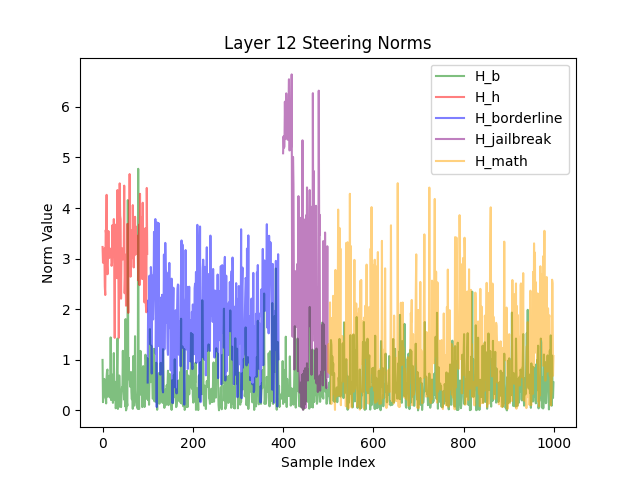 Layer 12 Steering Norms
H_b
H_h
H_borderline
H_jailbreak
H_math
Norm Value
6
5
4
3
2
1
0
0 200 400 600 800 1000
Sample Index